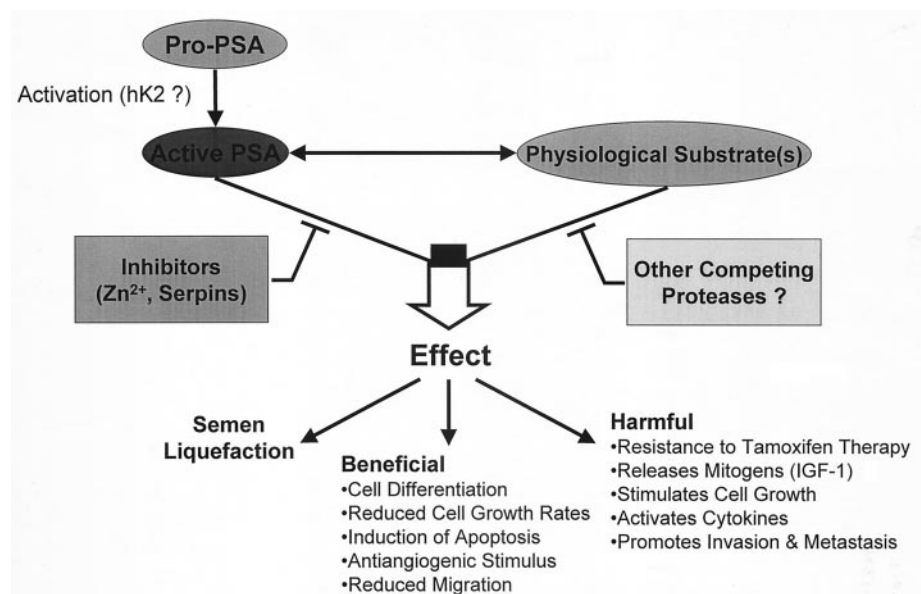 Pro-PSA
Activation (hK2 ?)
Active PSA
Physiological Substrate(s)
Inhibitors
(Zn²⁺, Serpins)
Other Competing
Proteases ?
Effect
Semen
Liquefaction
Beneficial
•Cell Differentiation
•Reduced Cell Growth Rates
•Induction of Apoptosis
•Antiangiogenic Stimulus
•Reduced Migration
Harmful
•Resistance to Tamoxifen Therapy
•Releases Mitogens (IGF-1)
•Stimulates Cell Growth
•Activates Cytokines
•Promotes Invasion & Metastasis